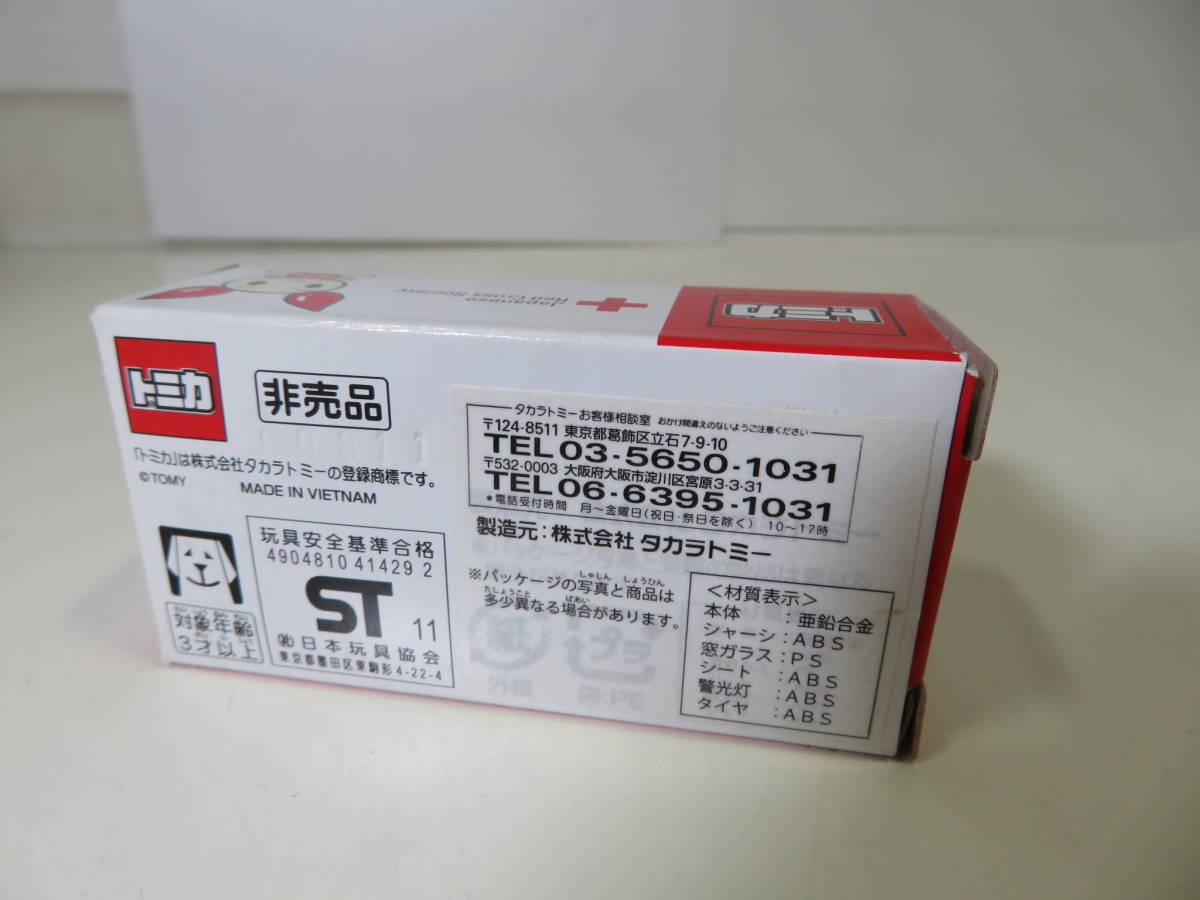 Japanese
Red Cross Society
トミカ
トミカ
非売品
「トミカ」は株式会社タカラトミーの登録商標です。
©TOMY MADE IN VIETNAM
対象年齢
3才以上
玩具安全基準合格
4904810 41429 2
ST 11
㈳日本玩具協会
東京都墨田区東駒形4-22-4
タカラトミーお客様相談室 おかけ間違えのないようご注意ください
〒124-8511 東京都葛飾区立石7-9-10
TEL 03-5650-1031
〒532-0003 大阪府大阪市淀川区宮原3-3-31
TEL 06-6395-1031
*電話受付時間 月～金曜日(祝日・祭日を除く) 10～17時
製造元:株式会社 タカラトミー
※パッケージの写真と商品は
多少異なる場合があります。
<材質表示>
本体 :亜鉛合金
シャーシ:ABS
窓ガラス:PS
シート :ABS
警光灯 :ABS
タイヤ :ABS
紙
外箱
プラ
袋:PE